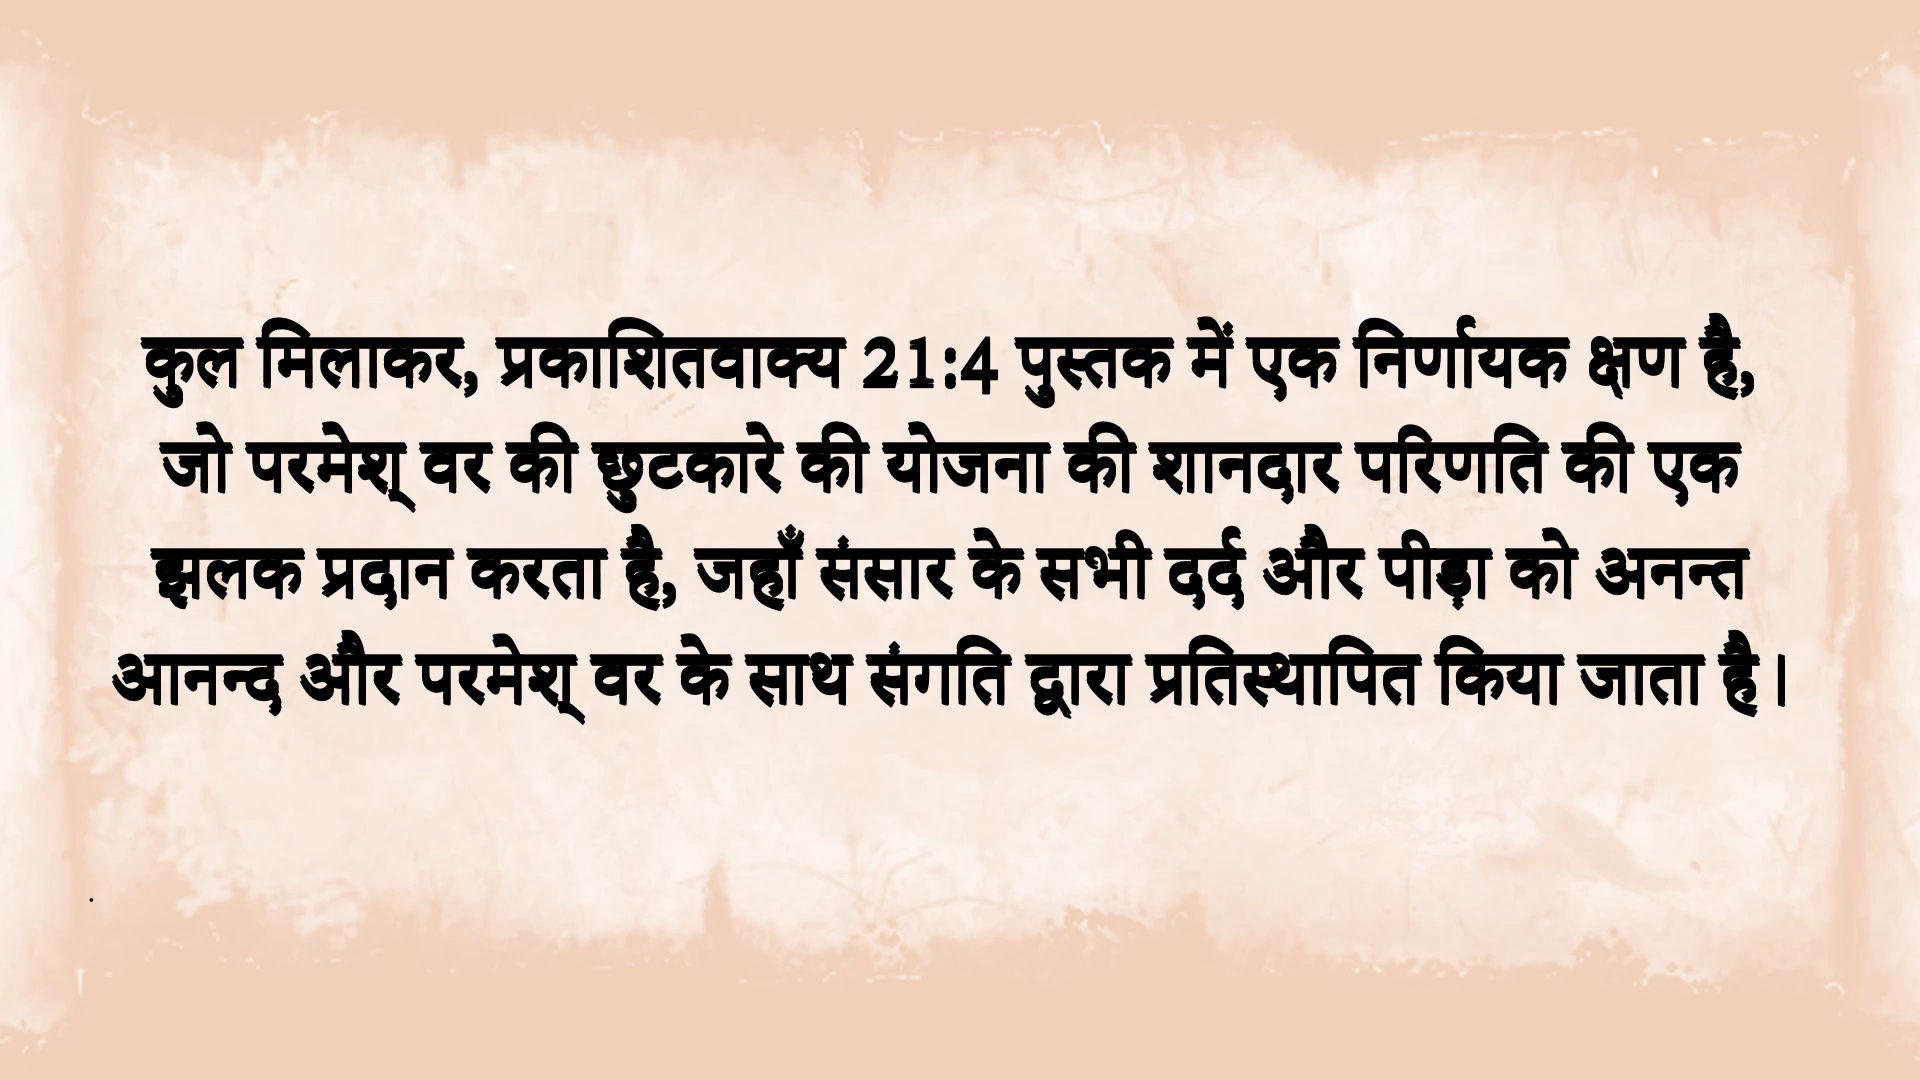 कुल मिलाकर, प्रकाशितवाक्य 21:4 पुस्तक में एक निर्णायक क्षण है,
जो परमेश् वर की छुटकारे की योजना की शानदार परिणति की एक
झलक प्रदान करता है, जहाँ संसार के सभी दर्द और पीड़ा को अनन्त
आनन्द और परमेश् वर के साथ संगति द्वारा प्रतिस्थापित किया जाता है।
.